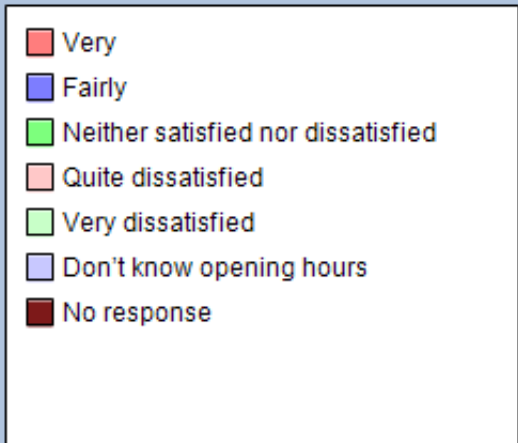 Very
Fairly
Neither satisfied nor dissatisfied
Quite dissatisfied
Very dissatisfied
Don't know opening hours
No response